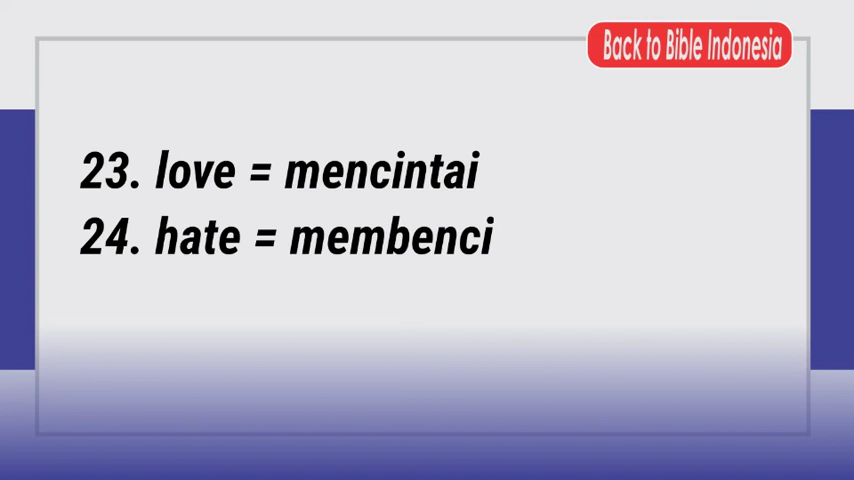 Back to Bible Indonesia
23. love = mencintai
24. hate = membenci